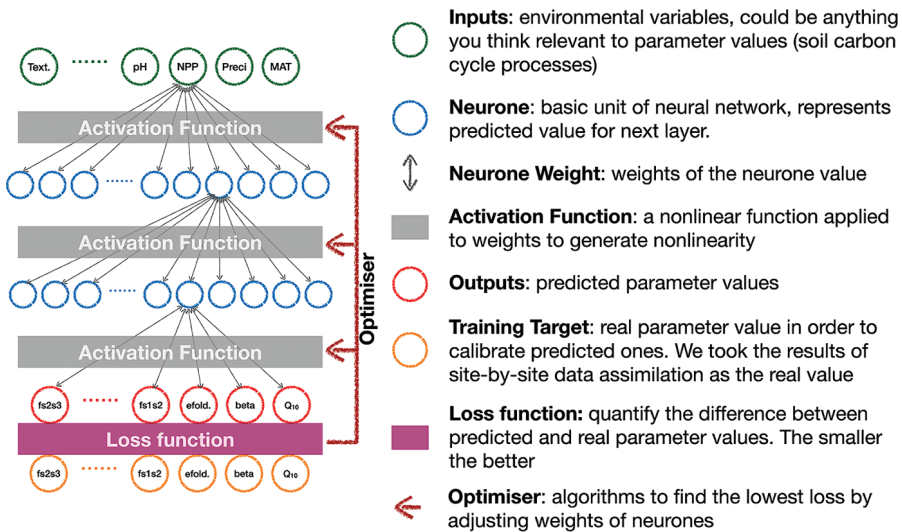 Text. pH NPP Preci MAT
Activation Function
Activation Function
Activation Function
Optimiser
fs2s3 fs1s2 efold. beta Q10
Loss function
fs2s3 fs1s2 efold. beta Q10
Inputs: environmental variables, could be anything
you think relevant to parameter values (soil carbon
cycle processes)
Neurone: basic unit of neural network, represents
predicted value for next layer.
Neurone Weight: weights of the neurone value
Activation Function: a nonlinear function applied
to weights to generate nonlinearity
Outputs: predicted parameter values
Training Target: real parameter value in order to
calibrate predicted ones. We took the results of
site-by-site data assimilation as the real value
Loss function: quantify the difference between
predicted and real parameter values. The smaller
the better
Optimiser: algorithms to find the lowest loss by
adjusting weights of neurones